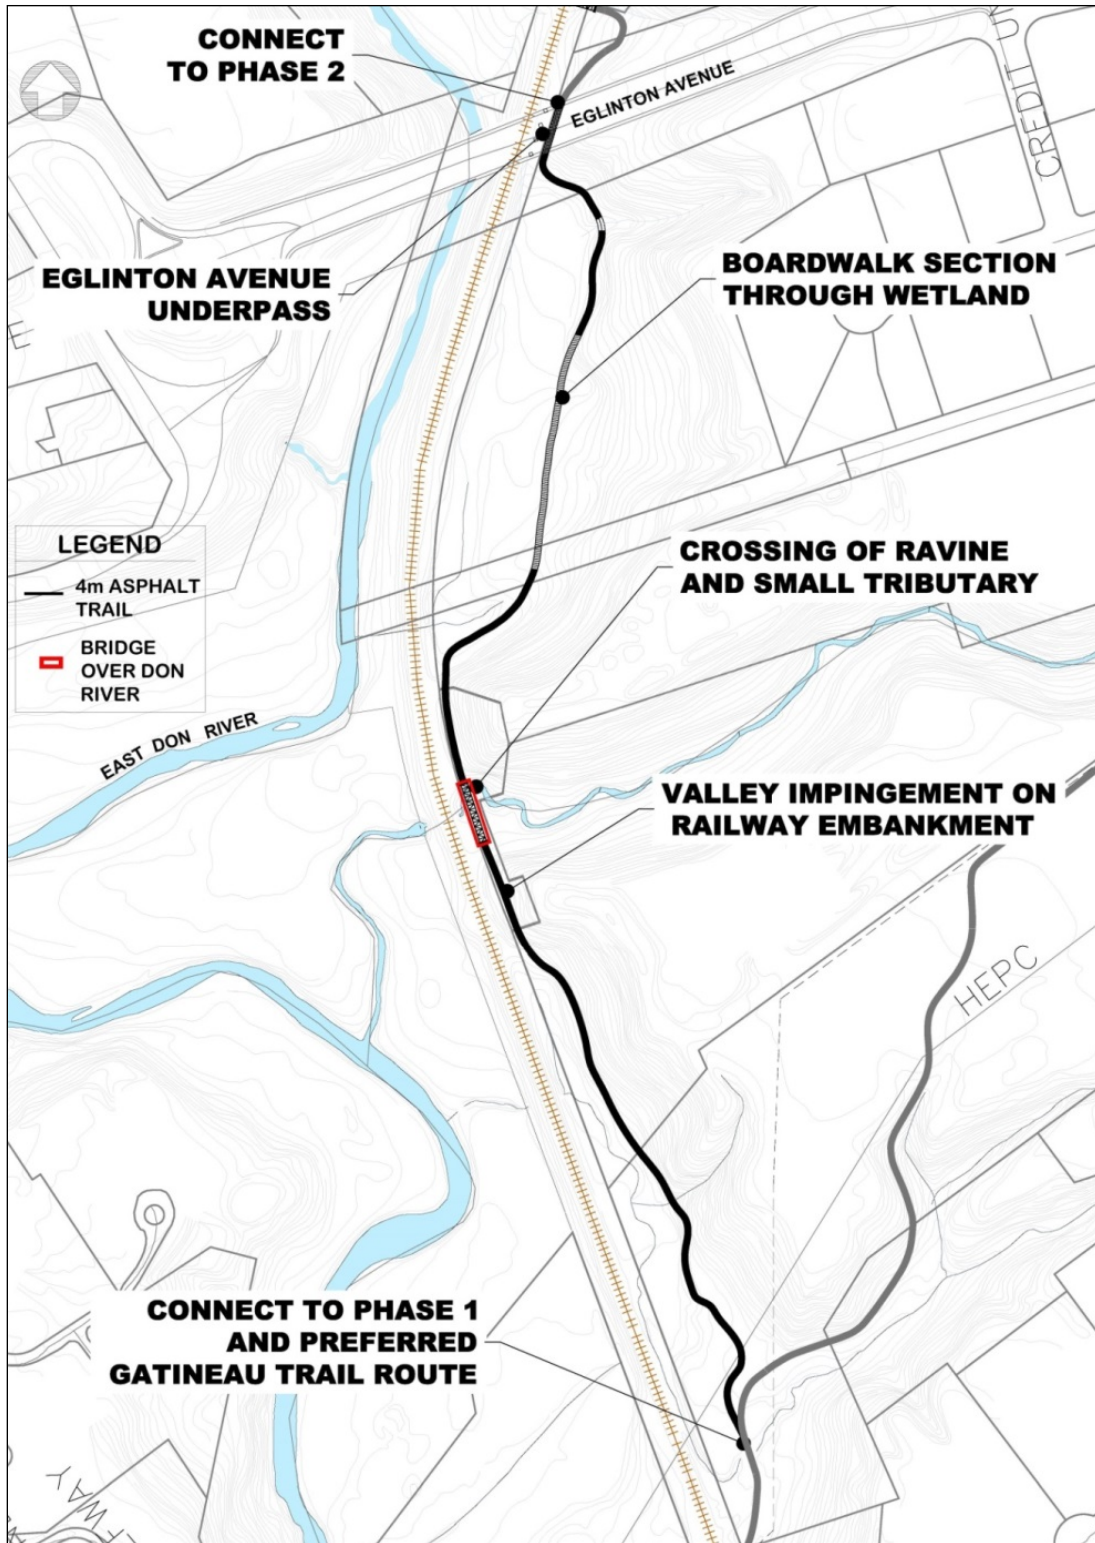 CONNECT
TO PHASE 2
EGLINTON AVENUE
EGLINTON AVENUE
UNDERPASS
BOARDWALK SECTION
THROUGH WETLAND
LEGEND
4m ASPHALT
TRAIL
BRIDGE
OVER DON
RIVER
CROSSING OF RAVINE
AND SMALL TRIBUTARY
EAST DON RIVER
VALLEY IMPINGEMENT ON
RAILWAY EMBANKMENT
HEPC
CONNECT TO PHASE 1
AND PREFERRED
GATINEAU TRAIL ROUTE